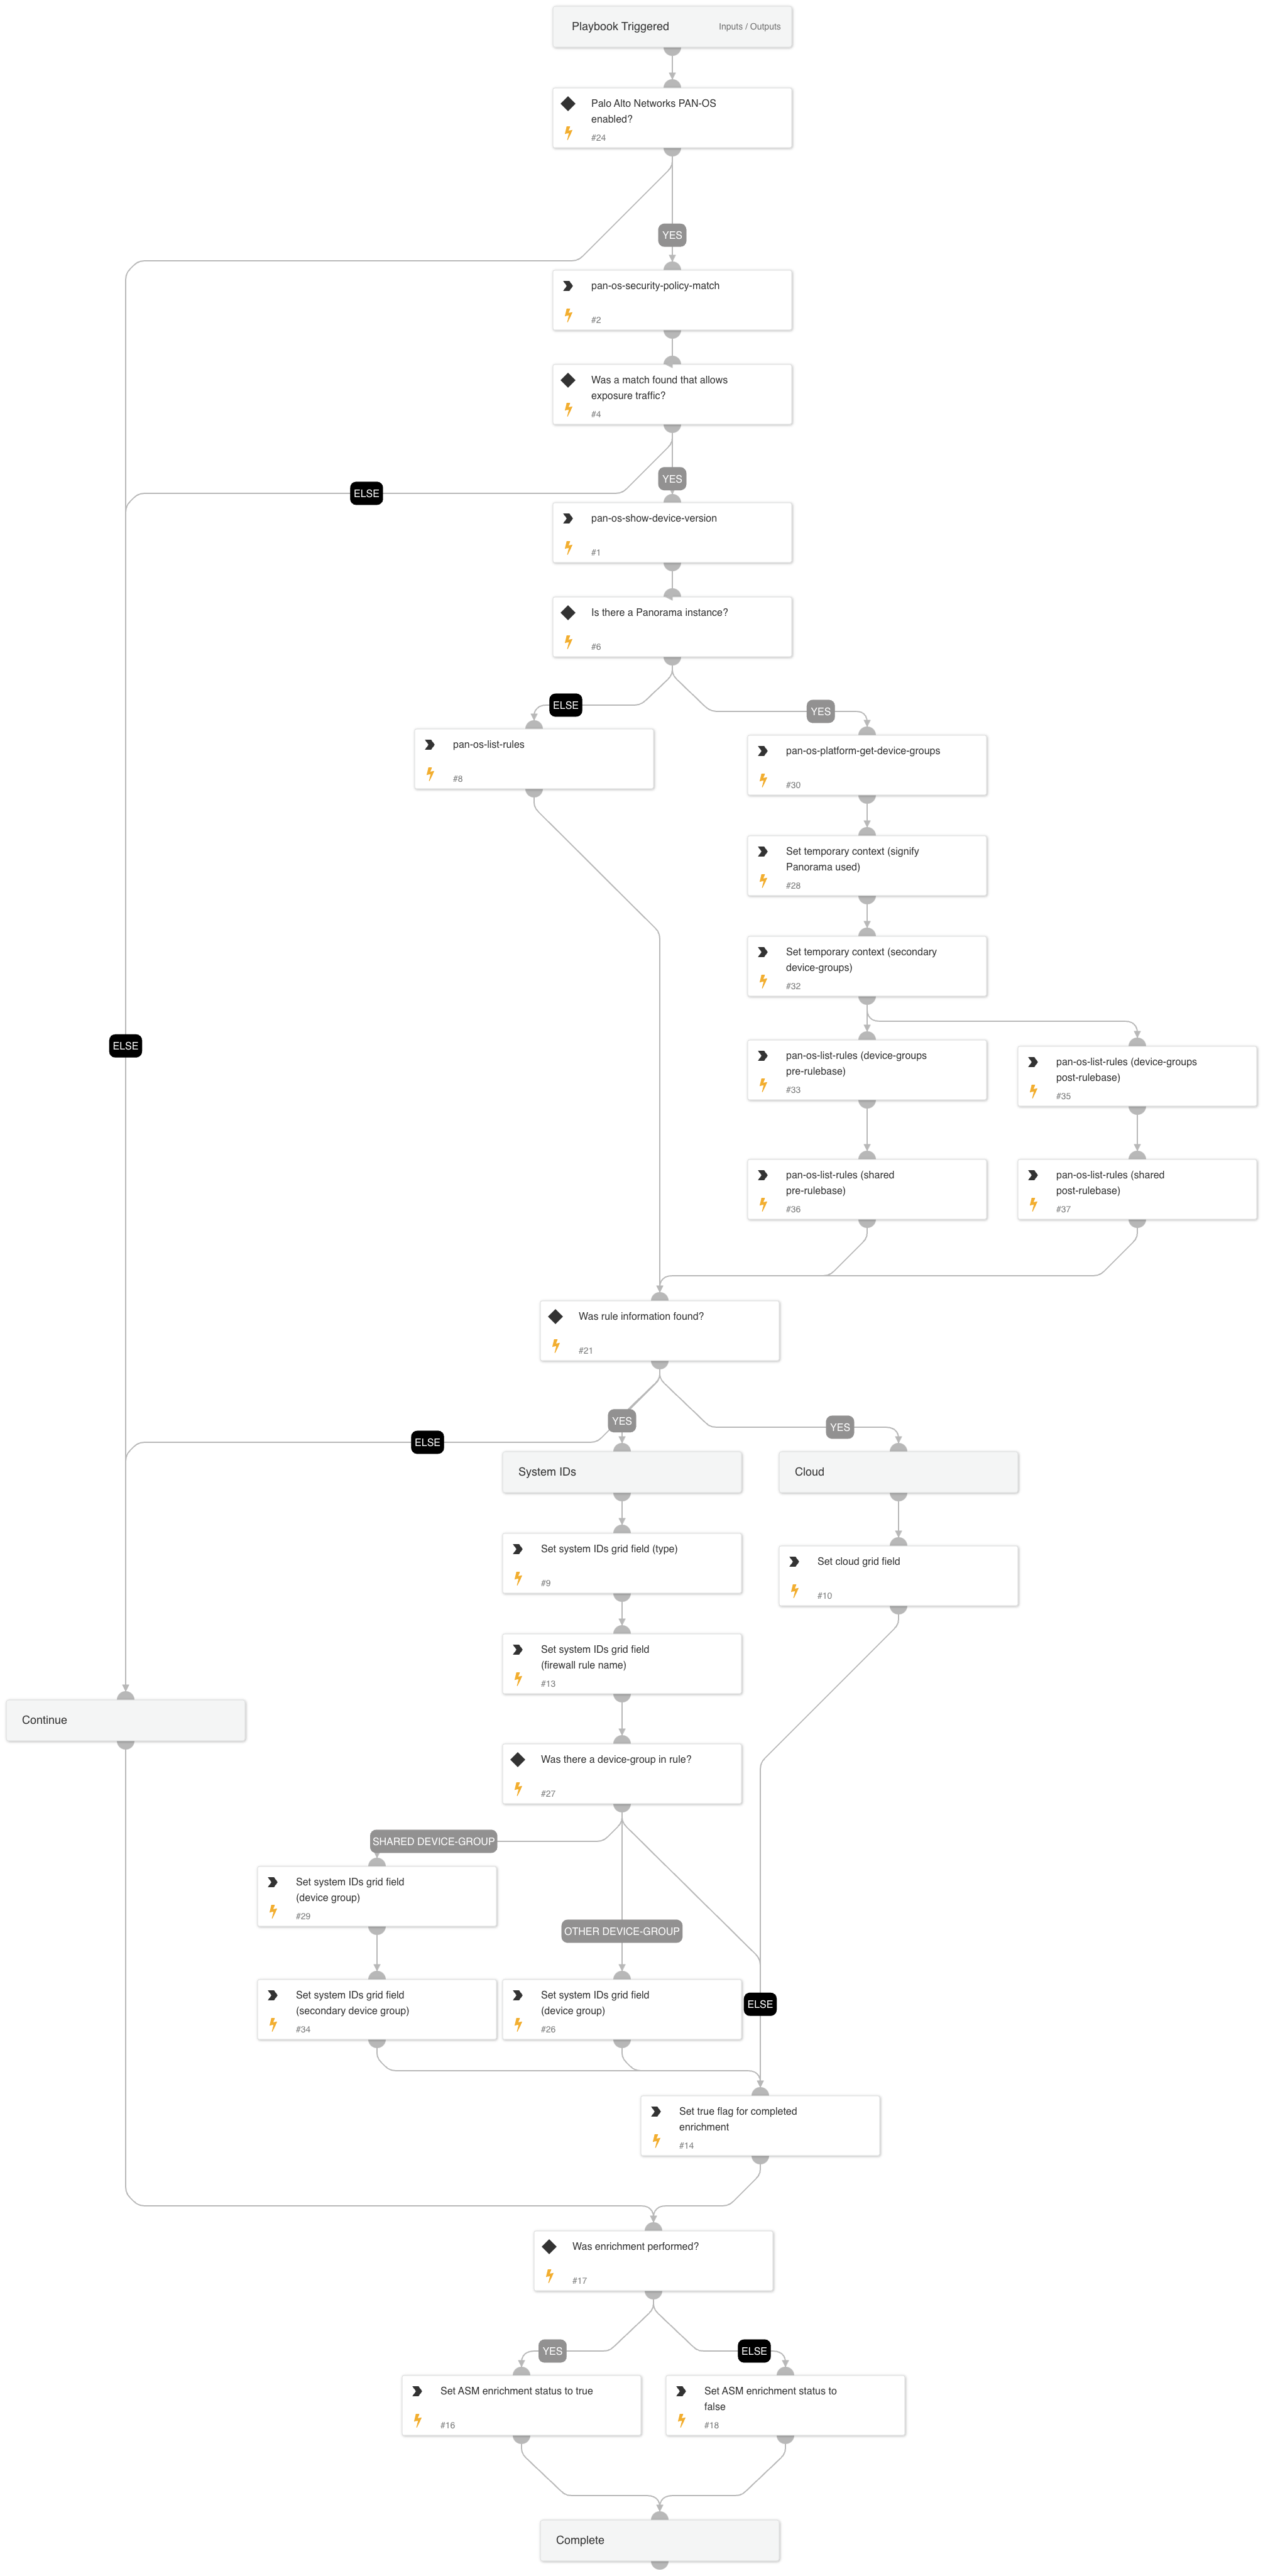 Playbook Triggered
Inputs / Outputs
Palo Alto Networks PAN-OS
enabled?
#24
YES
pan-os-security-policy-match
#2
Was a match found that allows
exposure traffic?
#4
YES
ELSE
pan-os-show-device-version
#1
Is there a Panorama instance?
#6
ELSE
YES
pan-os-list-rules
#8
pan-os-platform-get-device-groups
#30
Set temporary context (signify
Panorama used)
#28
Set temporary context (secondary
device-groups)
#32
ELSE
pan-os-list-rules (device-groups
pre-rulebase)
#33
pan-os-list-rules (device-groups
post-rulebase)
#35
pan-os-list-rules (shared
pre-rulebase)
#36
pan-os-list-rules (shared
post-rulebase)
#37
Was rule information found?
#21
YES
YES
ELSE
System IDs
Cloud
Set system IDs grid field (type)
#9
Set cloud grid field
#10
Set system IDs grid field
(firewall rule name)
#13
Continue
Was there a device-group in rule?
#27
SHARED DEVICE-GROUP
Set system IDs grid field
(device group)
#29
OTHER DEVICE-GROUP
Set system IDs grid field
(secondary device group)
#34
Set system IDs grid field
(device group)
#26
ELSE
Set true flag for completed
enrichment
#14
Was enrichment performed?
#17
YES
ELSE
Set ASM enrichment status to true
#16
Set ASM enrichment status to
false
#18
Complete